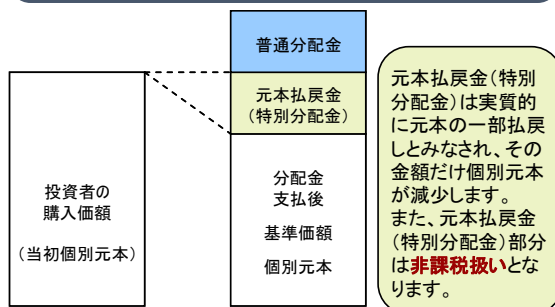 普通分配金
元本払戻金
(特別分配金)
投資者の
購入価額
(当初個別元本)
分配金
支払後
基準価額
個別元本
元本払戻金(特別
分配金)は実質的
に元本の一部払戻
しとみなされ、その
金額だけ個別元本
が減少します。
また、元本払戻金
(特別分配金)部分
は非課税扱いとな
ります。